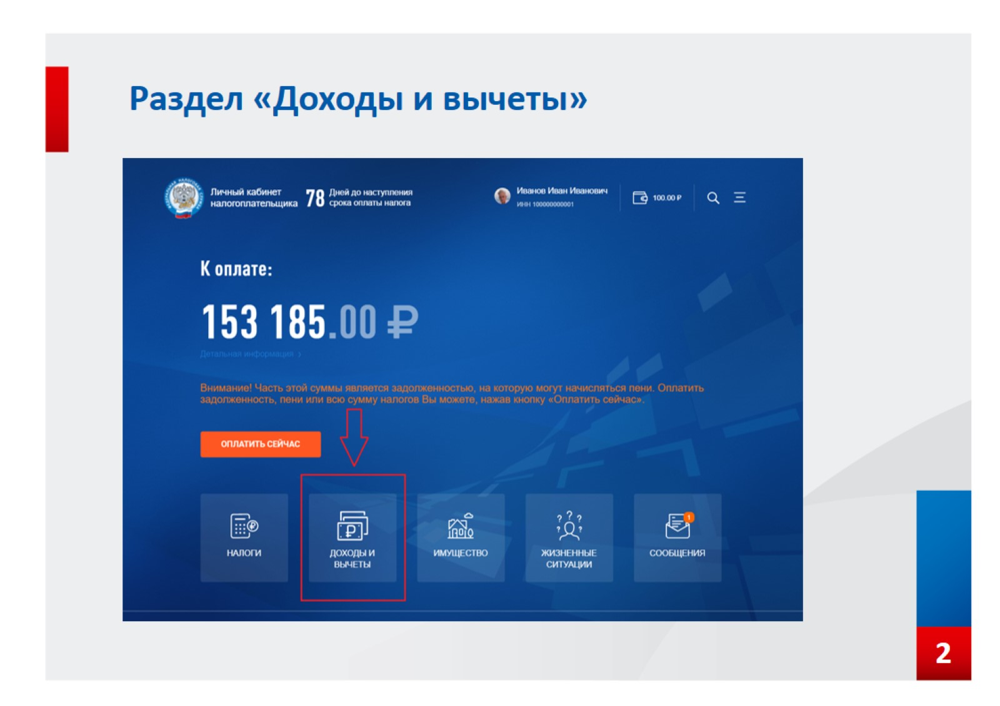 Раздел «Доходы и вычеты»
Личный кабинет
налогоплательщика
78
Дней до наступления
срока оплаты налога
Иванов Иван Иванович
ИНН 100000000001
100.00 ₽
К оплате:
153 185.00 ₽
Детальная информация >
Внимание! Часть этой суммы является задолженностью, на которую могут начисляться пени. Оплатить
задолженность, пени или всю сумму налогов Вы можете, нажав кнопку «Оплатить сейчас».
ОПЛАТИТЬ СЕЙЧАС
НАЛОГИ
ДОХОДЫ И
ВЫЧЕТЫ
ИМУЩЕСТВО
ЖИЗНЕННЫЕ
СИТУАЦИИ
1
СООБЩЕНИЯ
2